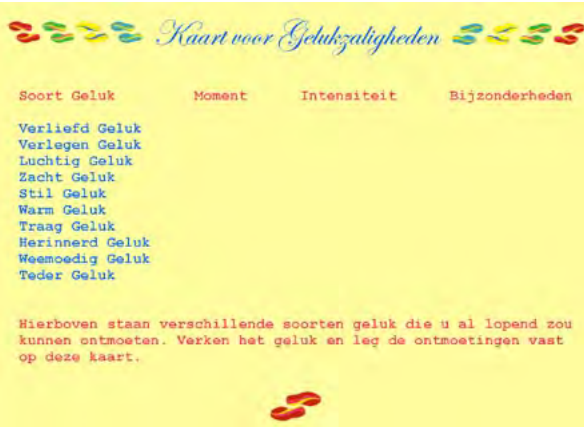 Kaart voor Gelukzaligheden
Soort Geluk Moment Intensiteit Bijzonderheden
Verliefd Geluk
Verlegen Geluk
Luchtig Geluk
Zacht Geluk
Stil Geluk
Warm Geluk
Traag Geluk
Herinnerd Geluk
Weemoedig Geluk
Teder Geluk
Hierboven staan verschillende soorten geluk die u al lopend zou
kunnen ontmoeten. Verken het geluk en leg de ontmoetingen vast
op deze kaart.